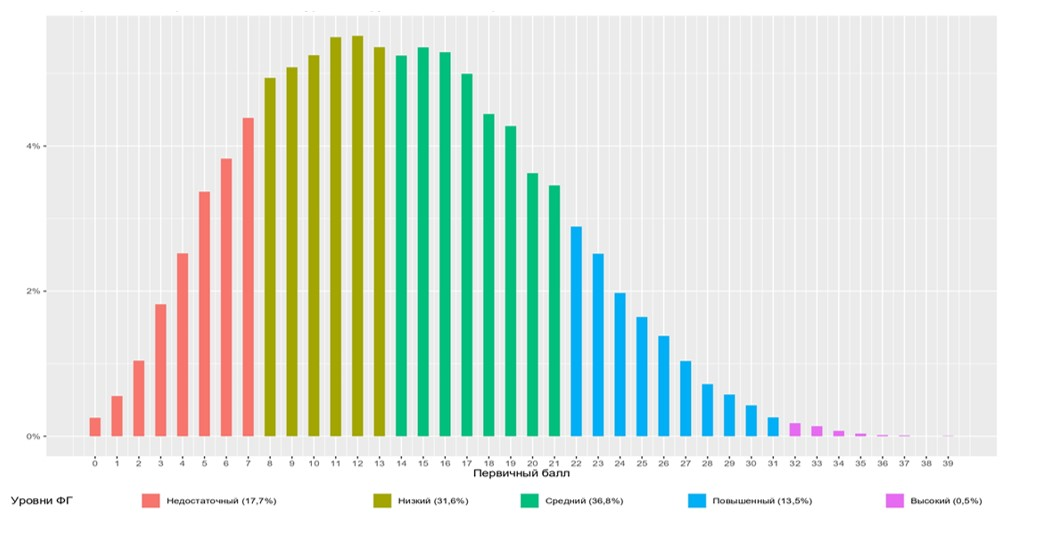 4%
2%
0%
0 1 2 3 4 5 6 7 8 9 10 11 12 13 14 15 16 17 18 19 20 21 22 23 24 25 26 27 28 29 30 31 32 33 34 35 36 37 38 39
Первичный балл
Уровни ФГ Недостаточный (17,7%) Низкий (31,6%) Средний (36,8%) Повышенный (13,5%) Высокий (0,5%)